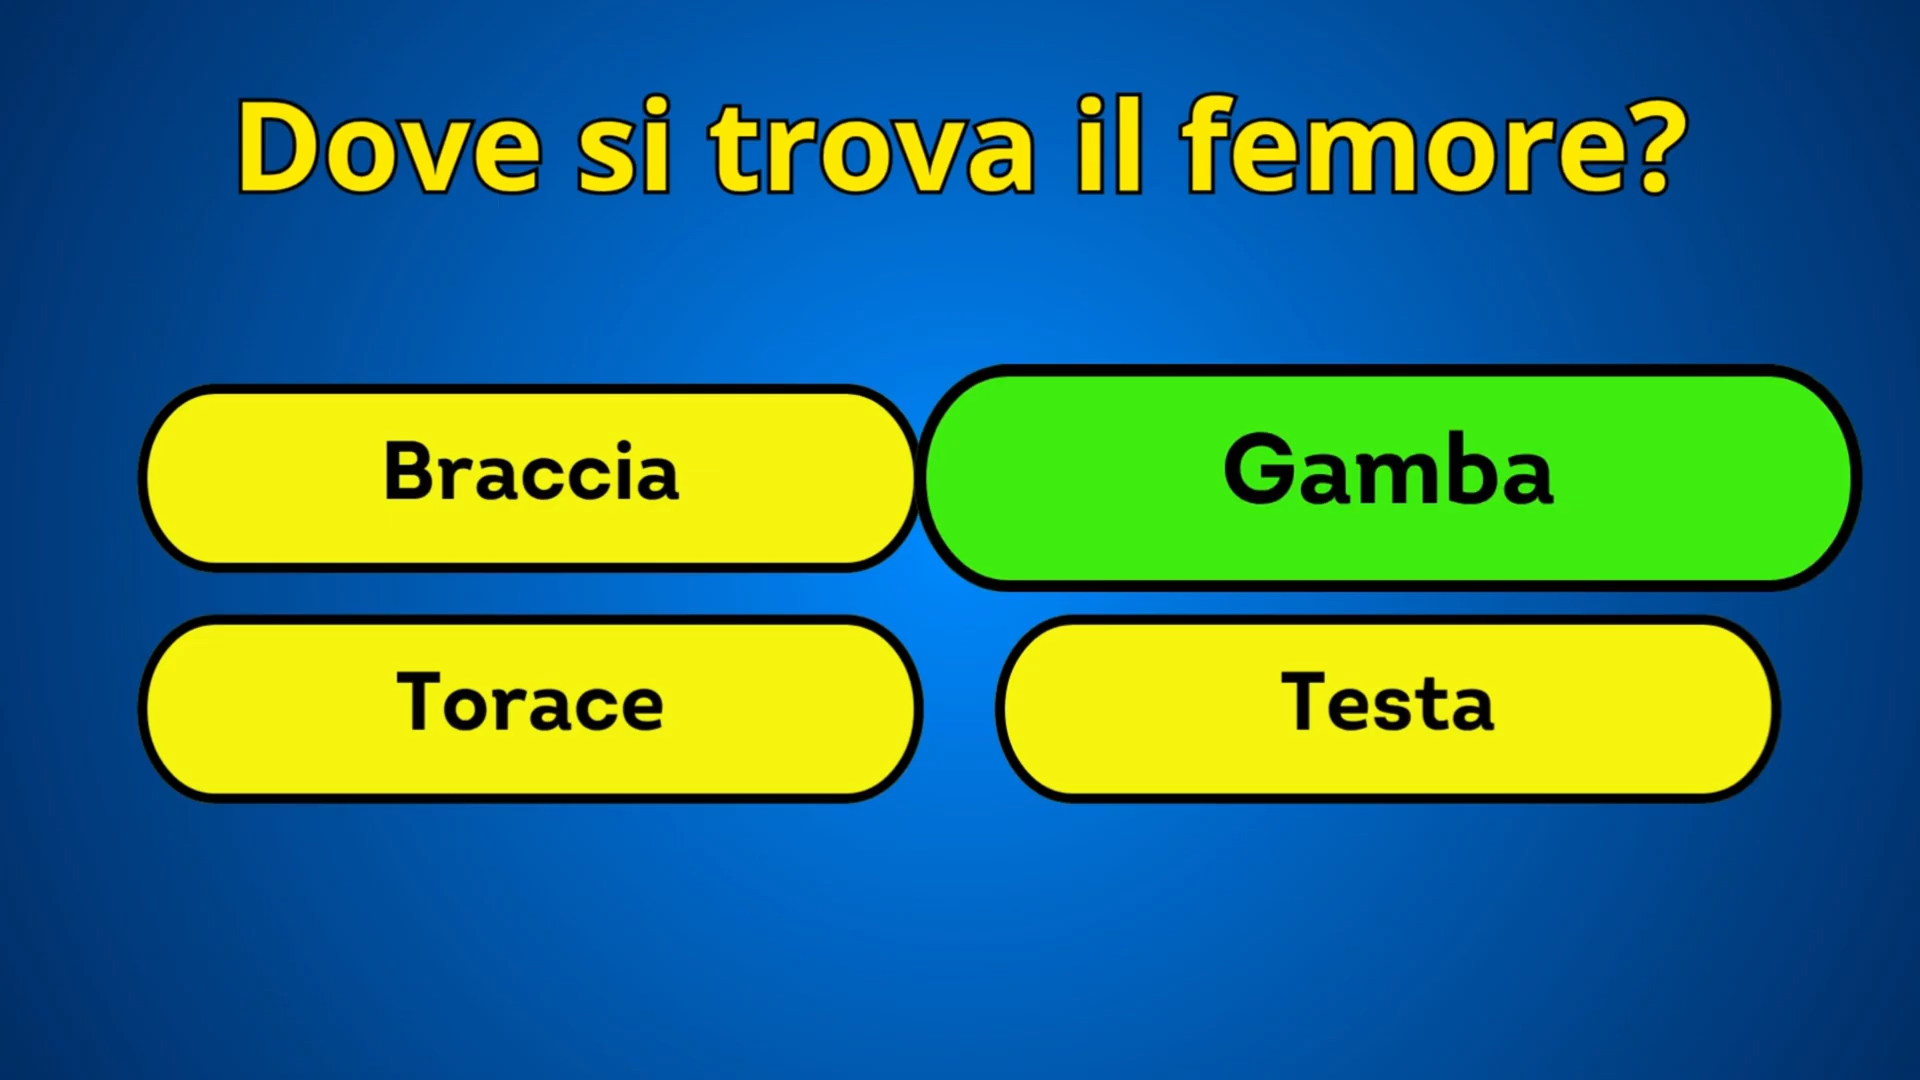 Dove si trova il femore?
Braccia
Gamba
Torace
Testa